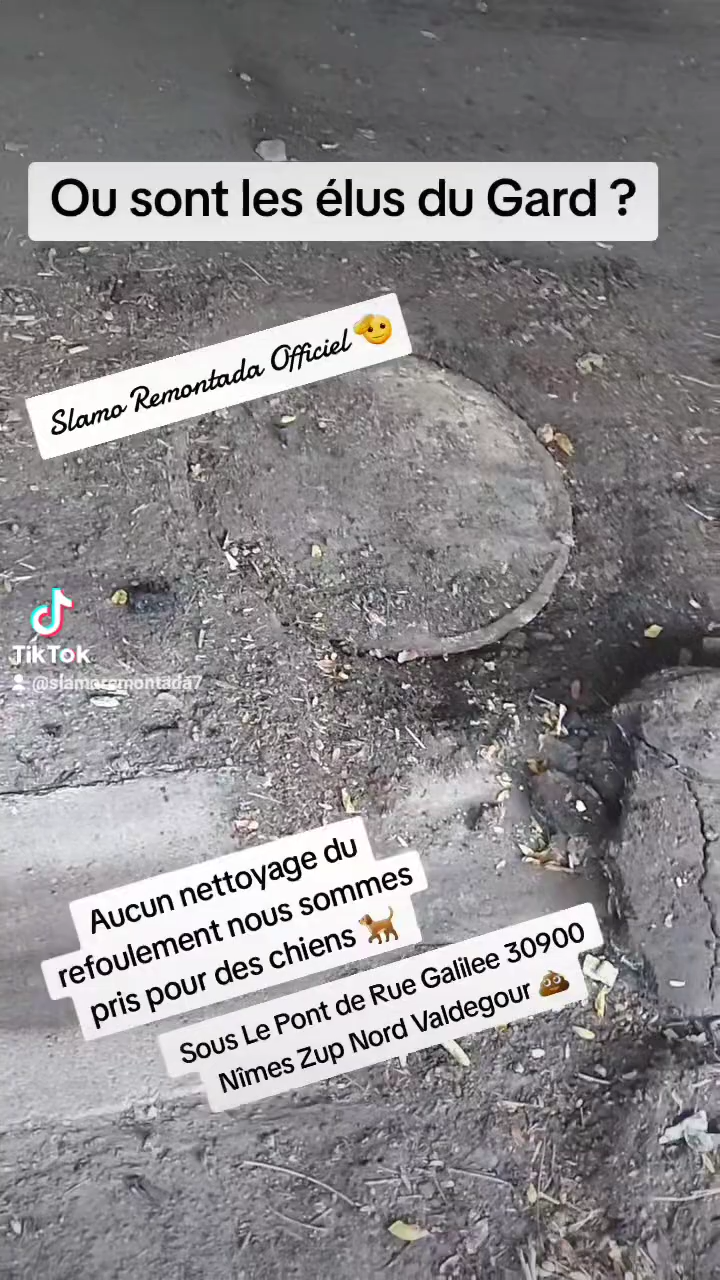 Ou sont les élus du Gard ?
Slamo Remontada Officiel 🫡
TikTok
@slamoremontada7
Aucun nettoyage du
refoulement nous sommes
pris pour des chiens 🐕
Sous Le Pont de Rue Galilee 30900
Nîmes Zup Nord Valdegour 💩